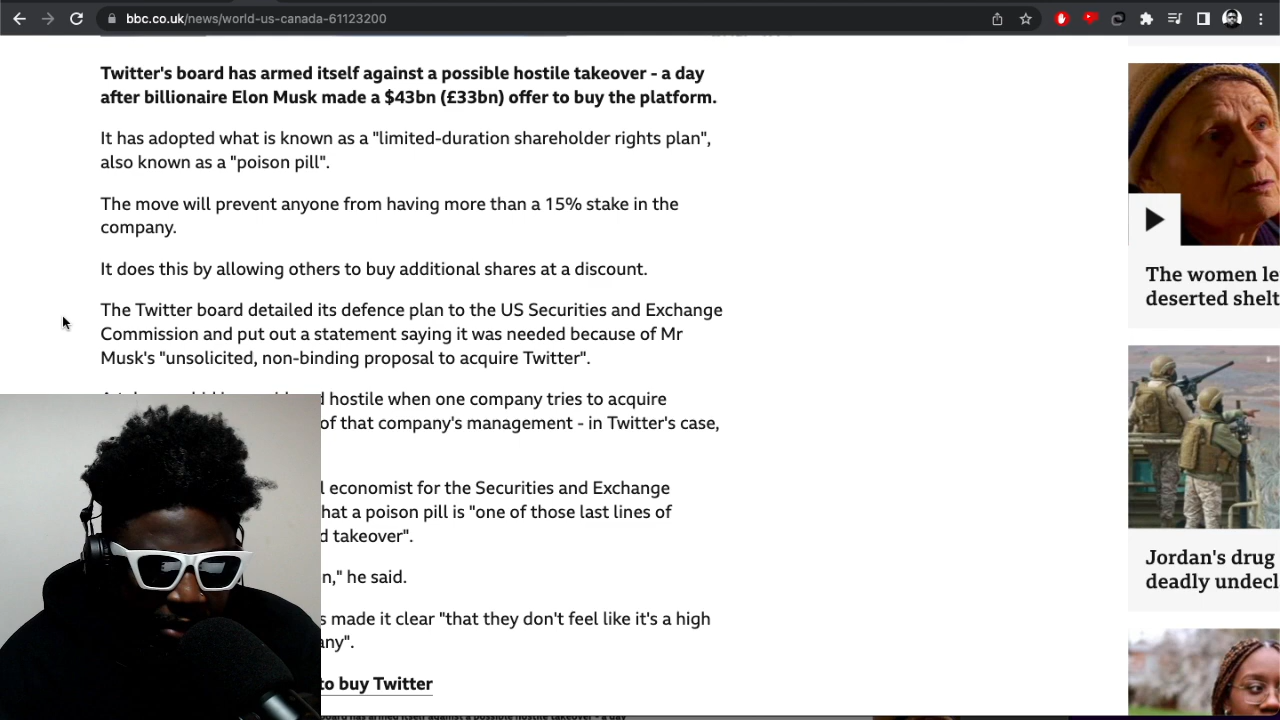 bbc.co.uk/news/world-us-canada-61123200
Twitter's board has armed itself against a possible hostile takeover - a day
after billionaire Elon Musk made a $43bn (£33bn) offer to buy the platform.
It has adopted what is known as a "limited-duration shareholder rights plan",
also known as a "poison pill".
The move will prevent anyone from having more than a 15% stake in the
company.
It does this by allowing others to buy additional shares at a discount.
The Twitter board detailed its defence plan to the US Securities and Exchange
Commission and put out a statement saying it was needed because of Mr
Musk's "unsolicited, non-binding proposal to acquire Twitter".
hostile when one company tries to acquire
of that company's management - in Twitter's case,
economist for the Securities and Exchange
that a poison pill is "one of those last lines of
takeover".
he said.
made it clear "that they don't feel like it's a high
to buy Twitter
The women
deserted
Jordan's drug
deadly